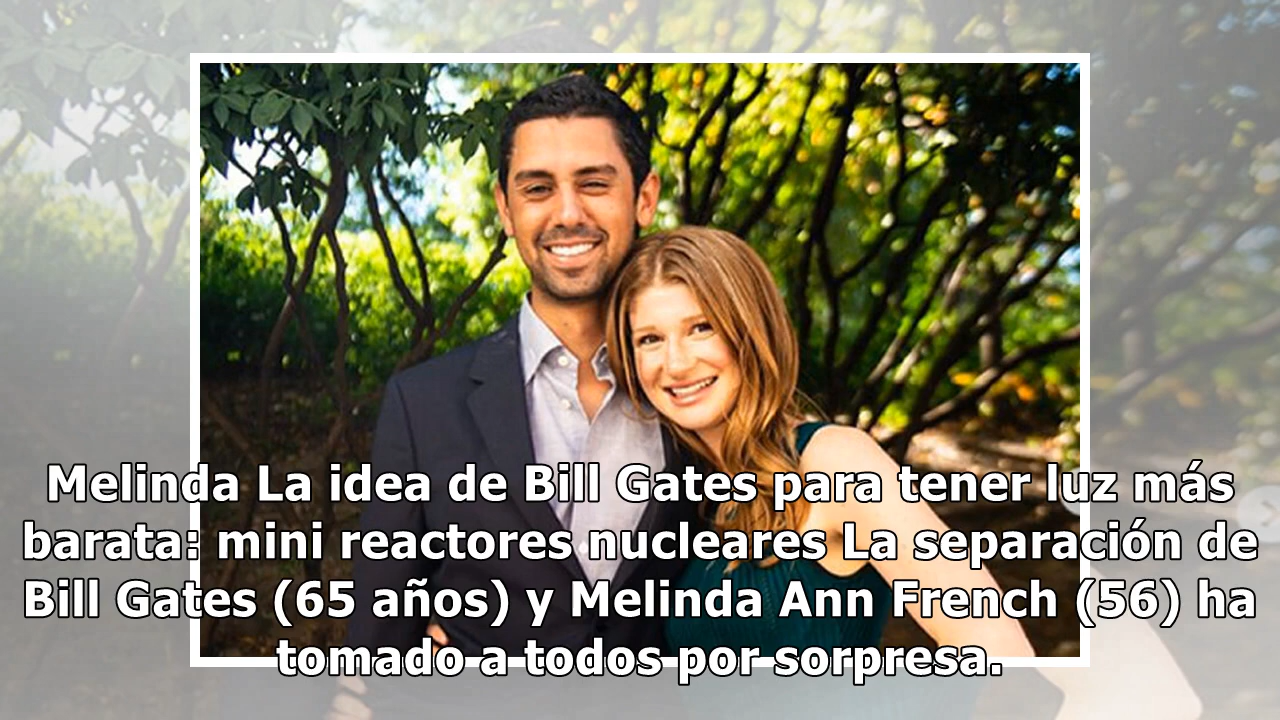 Melinda La idea de Bill Gates para tener luz más
barata: mini reactores nucleares La separación de
Bill Gates (65 años) y Melinda Ann French (56) ha
tomado a todos por sorpresa.